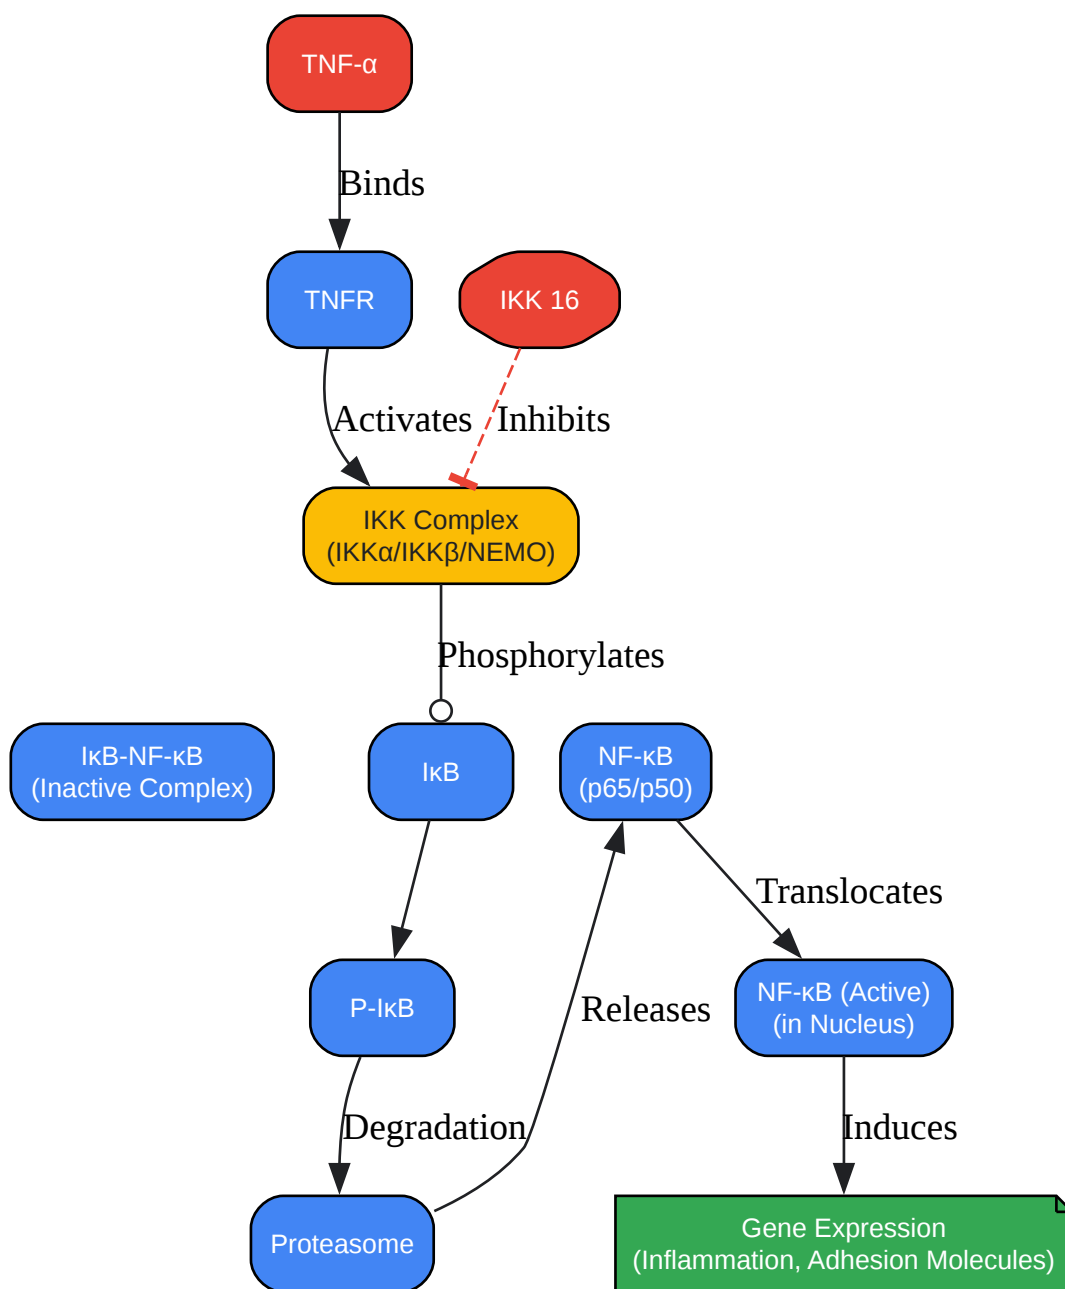 TNF-α
Binds
TNFR
IKK 16
Activates
Inhibits
IKK Complex
(IKKα/IKKβ/NEMO)
Phosphorylates
IκB-NF-κB
(Inactive Complex)
IκB
NF-κB
(p65/p50)
Translocates
P-IκB
Releases
NF-κB (Active)
(in Nucleus)
Degradation
Induces
Proteasome
Gene Expression
(Inflammation, Adhesion Molecules)